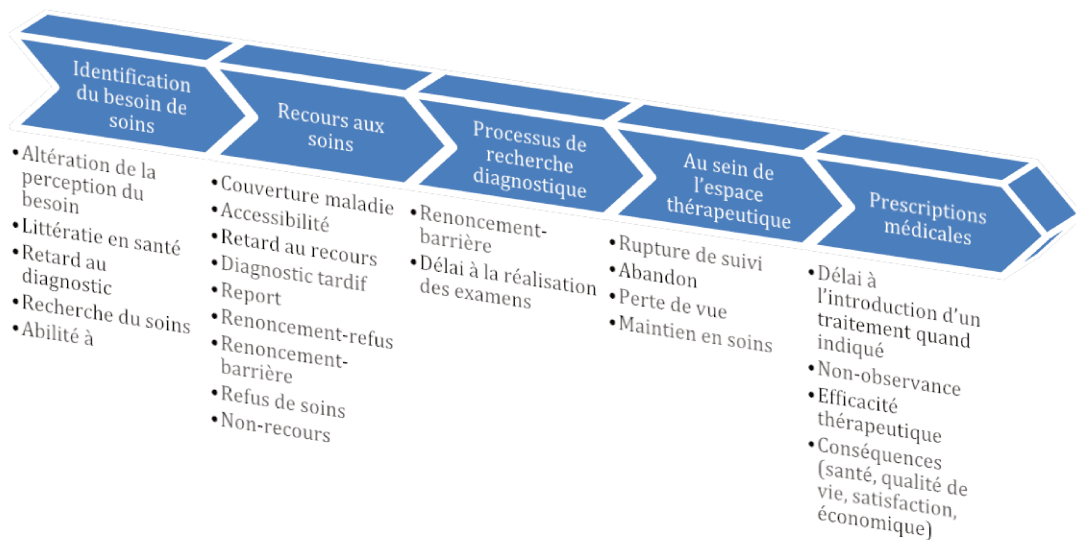 Identification
du besoin de
soins
•Altération de la
perception du
besoin
•Littératie en santé
•Retard au
diagnostic
•Recherche du soins
•Abilité à
Recours aux
soins
•Couverture maladie
•Accessibilité
•Retard au recours
•Diagnostic tardif
•Report
•Renoncement-refus
•Renoncement-
barrière
•Refus de soins
•Non-recours
Processus de
recherche
diagnostique
•Renoncement-
barrière
•Délai à la réalisation
des examens
Au sein de
l'espace
thérapeutique
•Rupture de suivi
•Abandon
•Perte de vue
•Maintien en soins
Prescriptions
médicales
•Délai à
l'introduction d'un
traitement quand
indiqué
•Non-observance
•Efficacité
thérapeutique
•Conséquences
(santé, qualité de
vie, satisfaction,
économique)